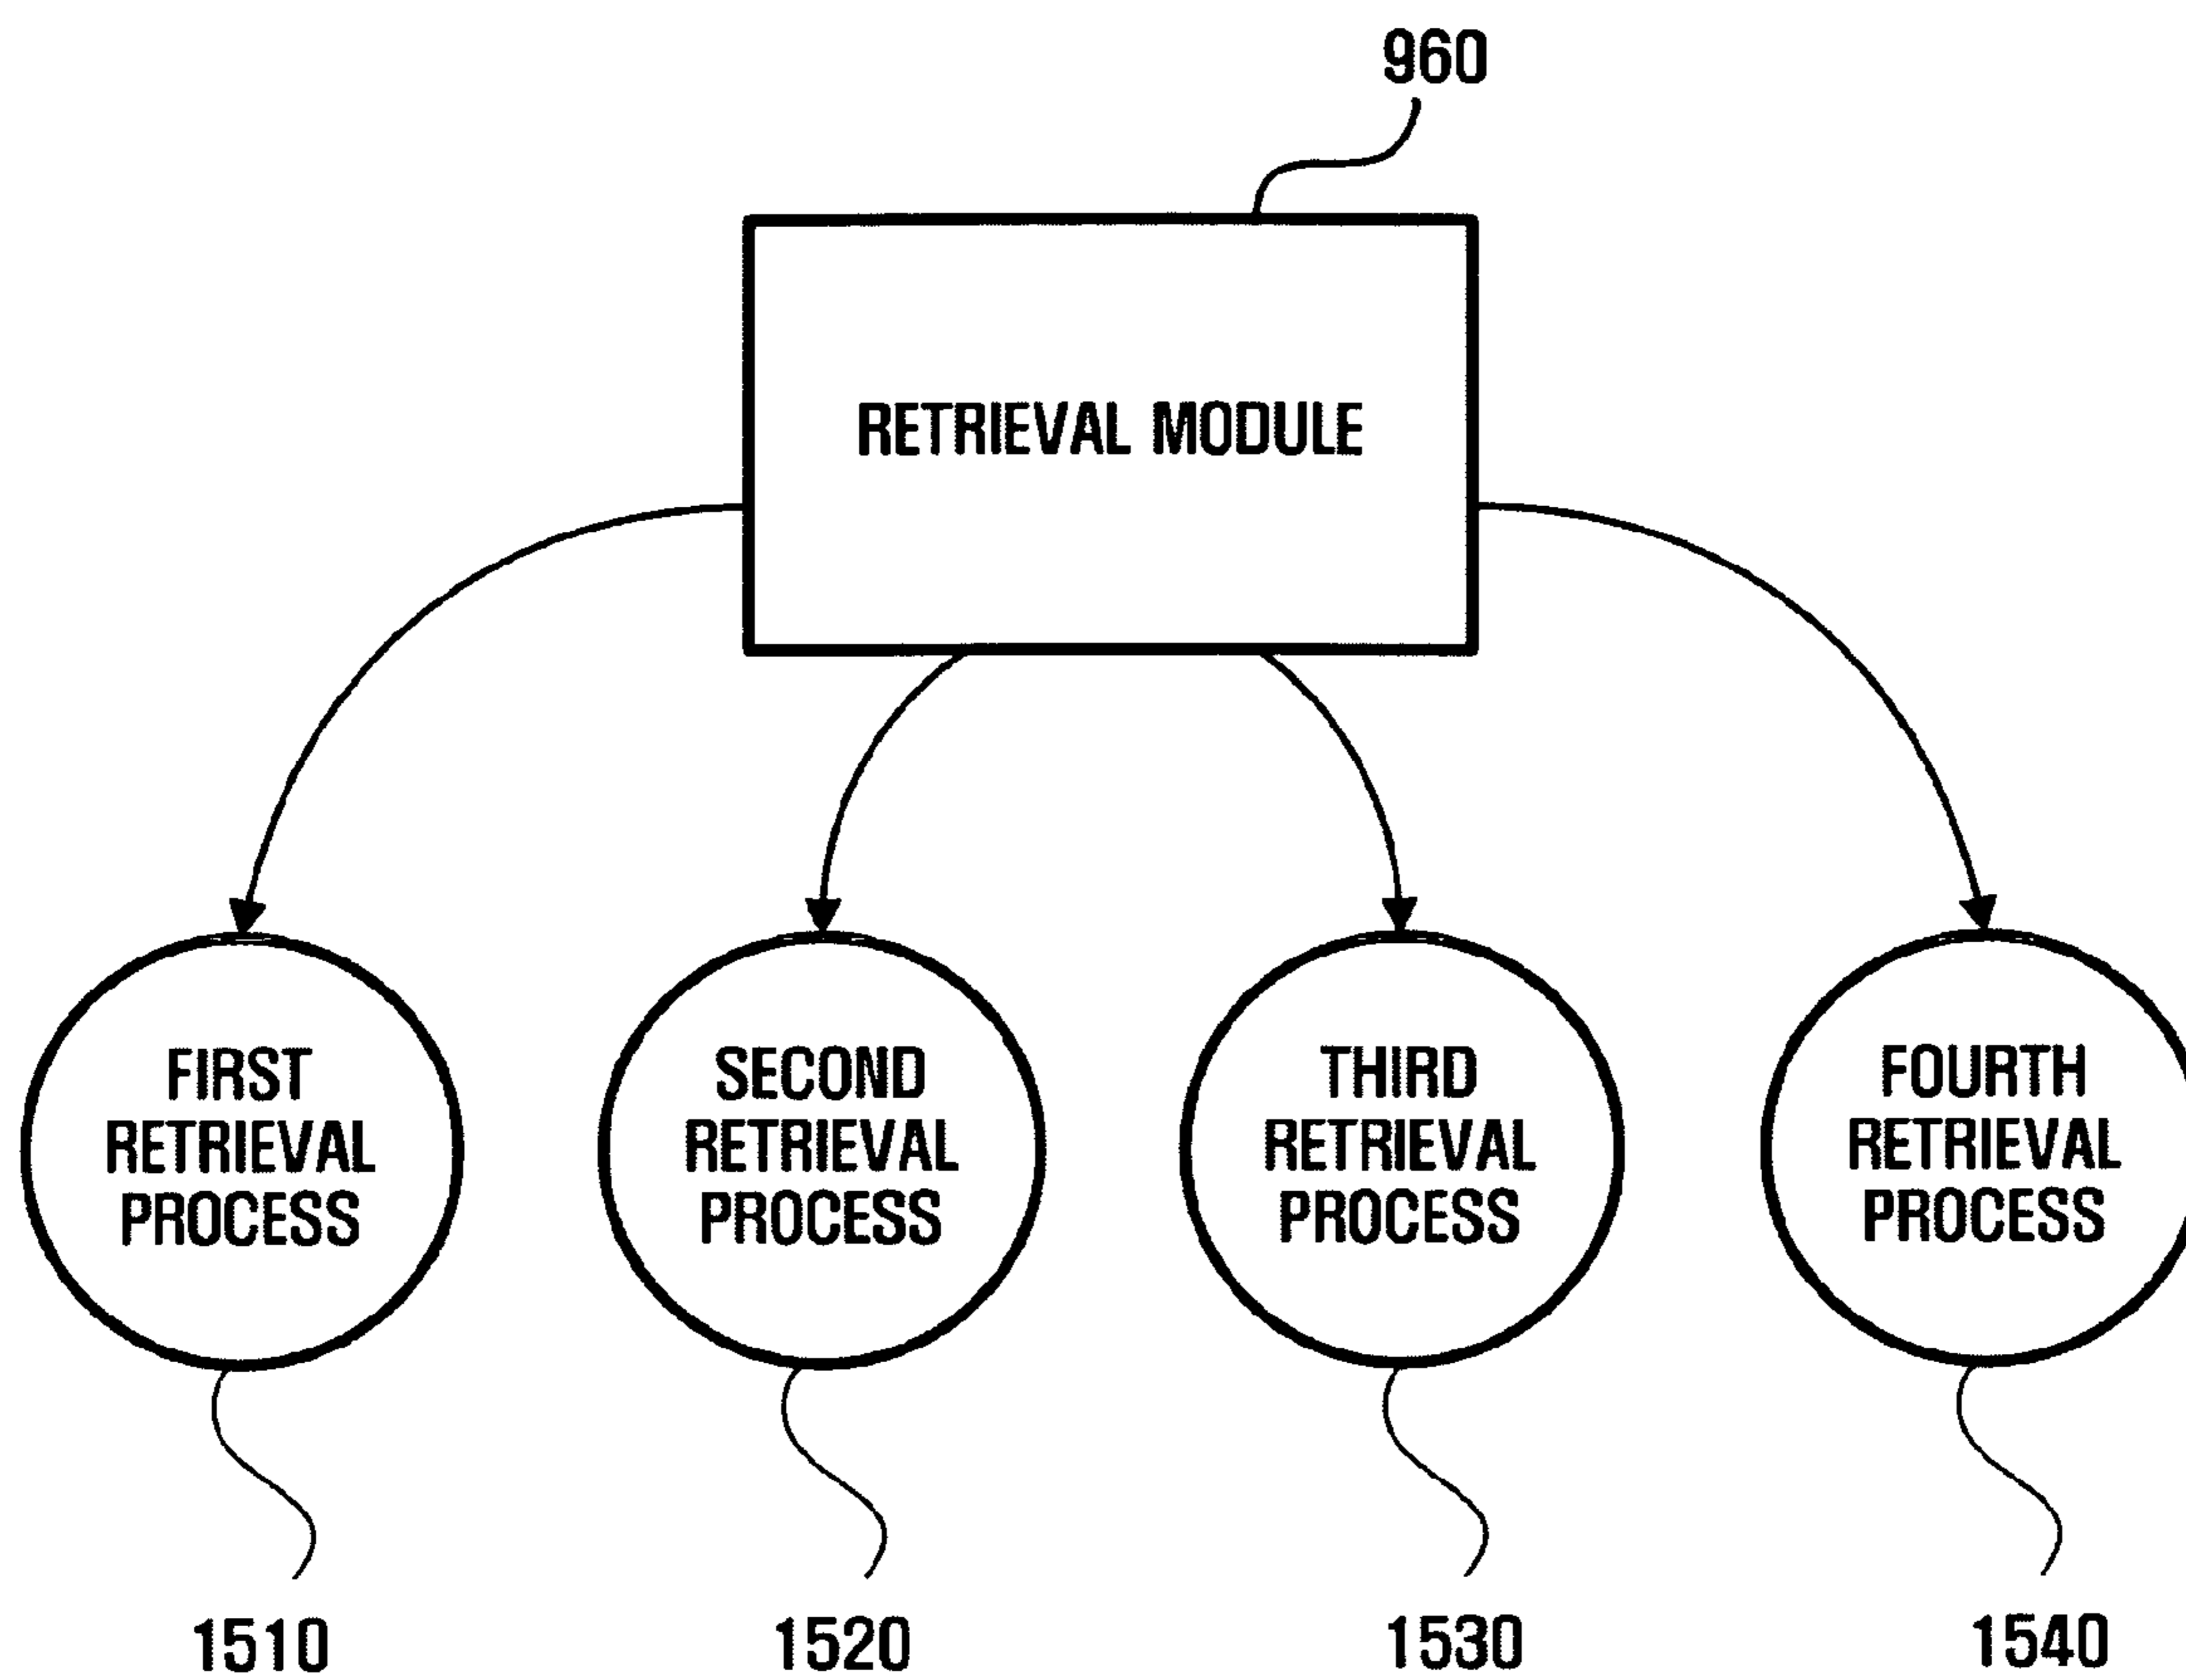 960
RETRIEVAL MODULE
FIRST
RETRIEVAL
PROCESS
SECOND
RETRIEVAL
PROCESS
THIRD
RETRIEVAL
PROCESS
FOURTH
RETRIEVAL
PROCESS
1510
1520
1530
1540